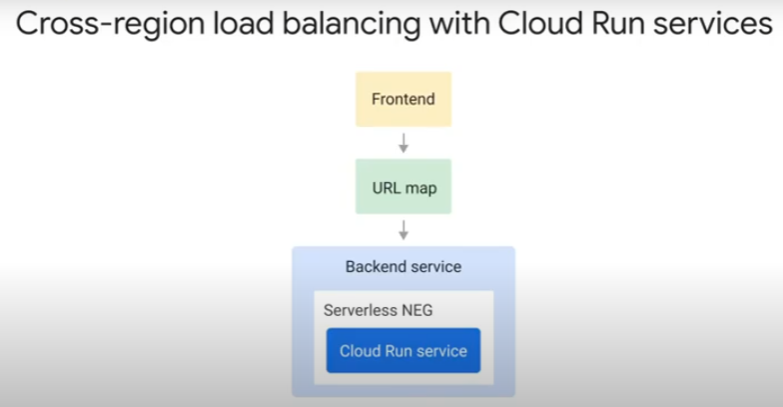 Cross-region load balancing with Cloud Run services
Frontend
URL map
Backend service
Serverless NEG
Cloud Run service